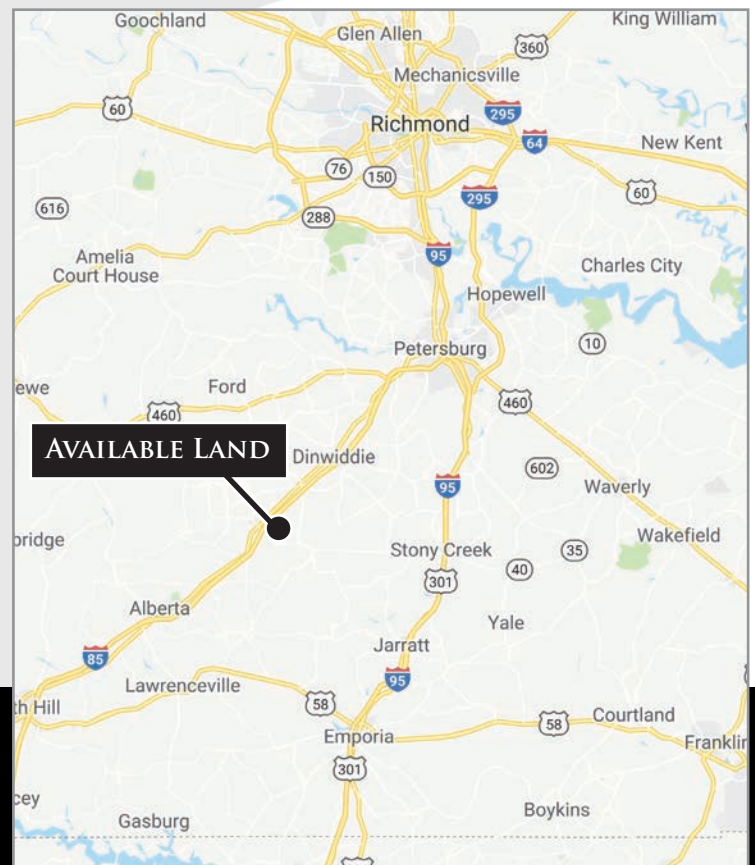 Goochland
King William
Glen Allen
360
Mechanicsville
60
295
Richmond
64
New Kent
76
150
295
60
616
288
95
Amelia
Court House
Charles City
Hopewell
10
Petersburg
ewe
Ford
460
460
AVAILABLE LAND
Dinwiddie
602
95
Waverly
Wakefield
bridge
Stony Creek
35
40
301
Alberta
Yale
Jarratt
85
95
Lawrenceville
th Hill
58
58
Courtland
Emporia
Franklin
301
cey
Boykins
Gasburg